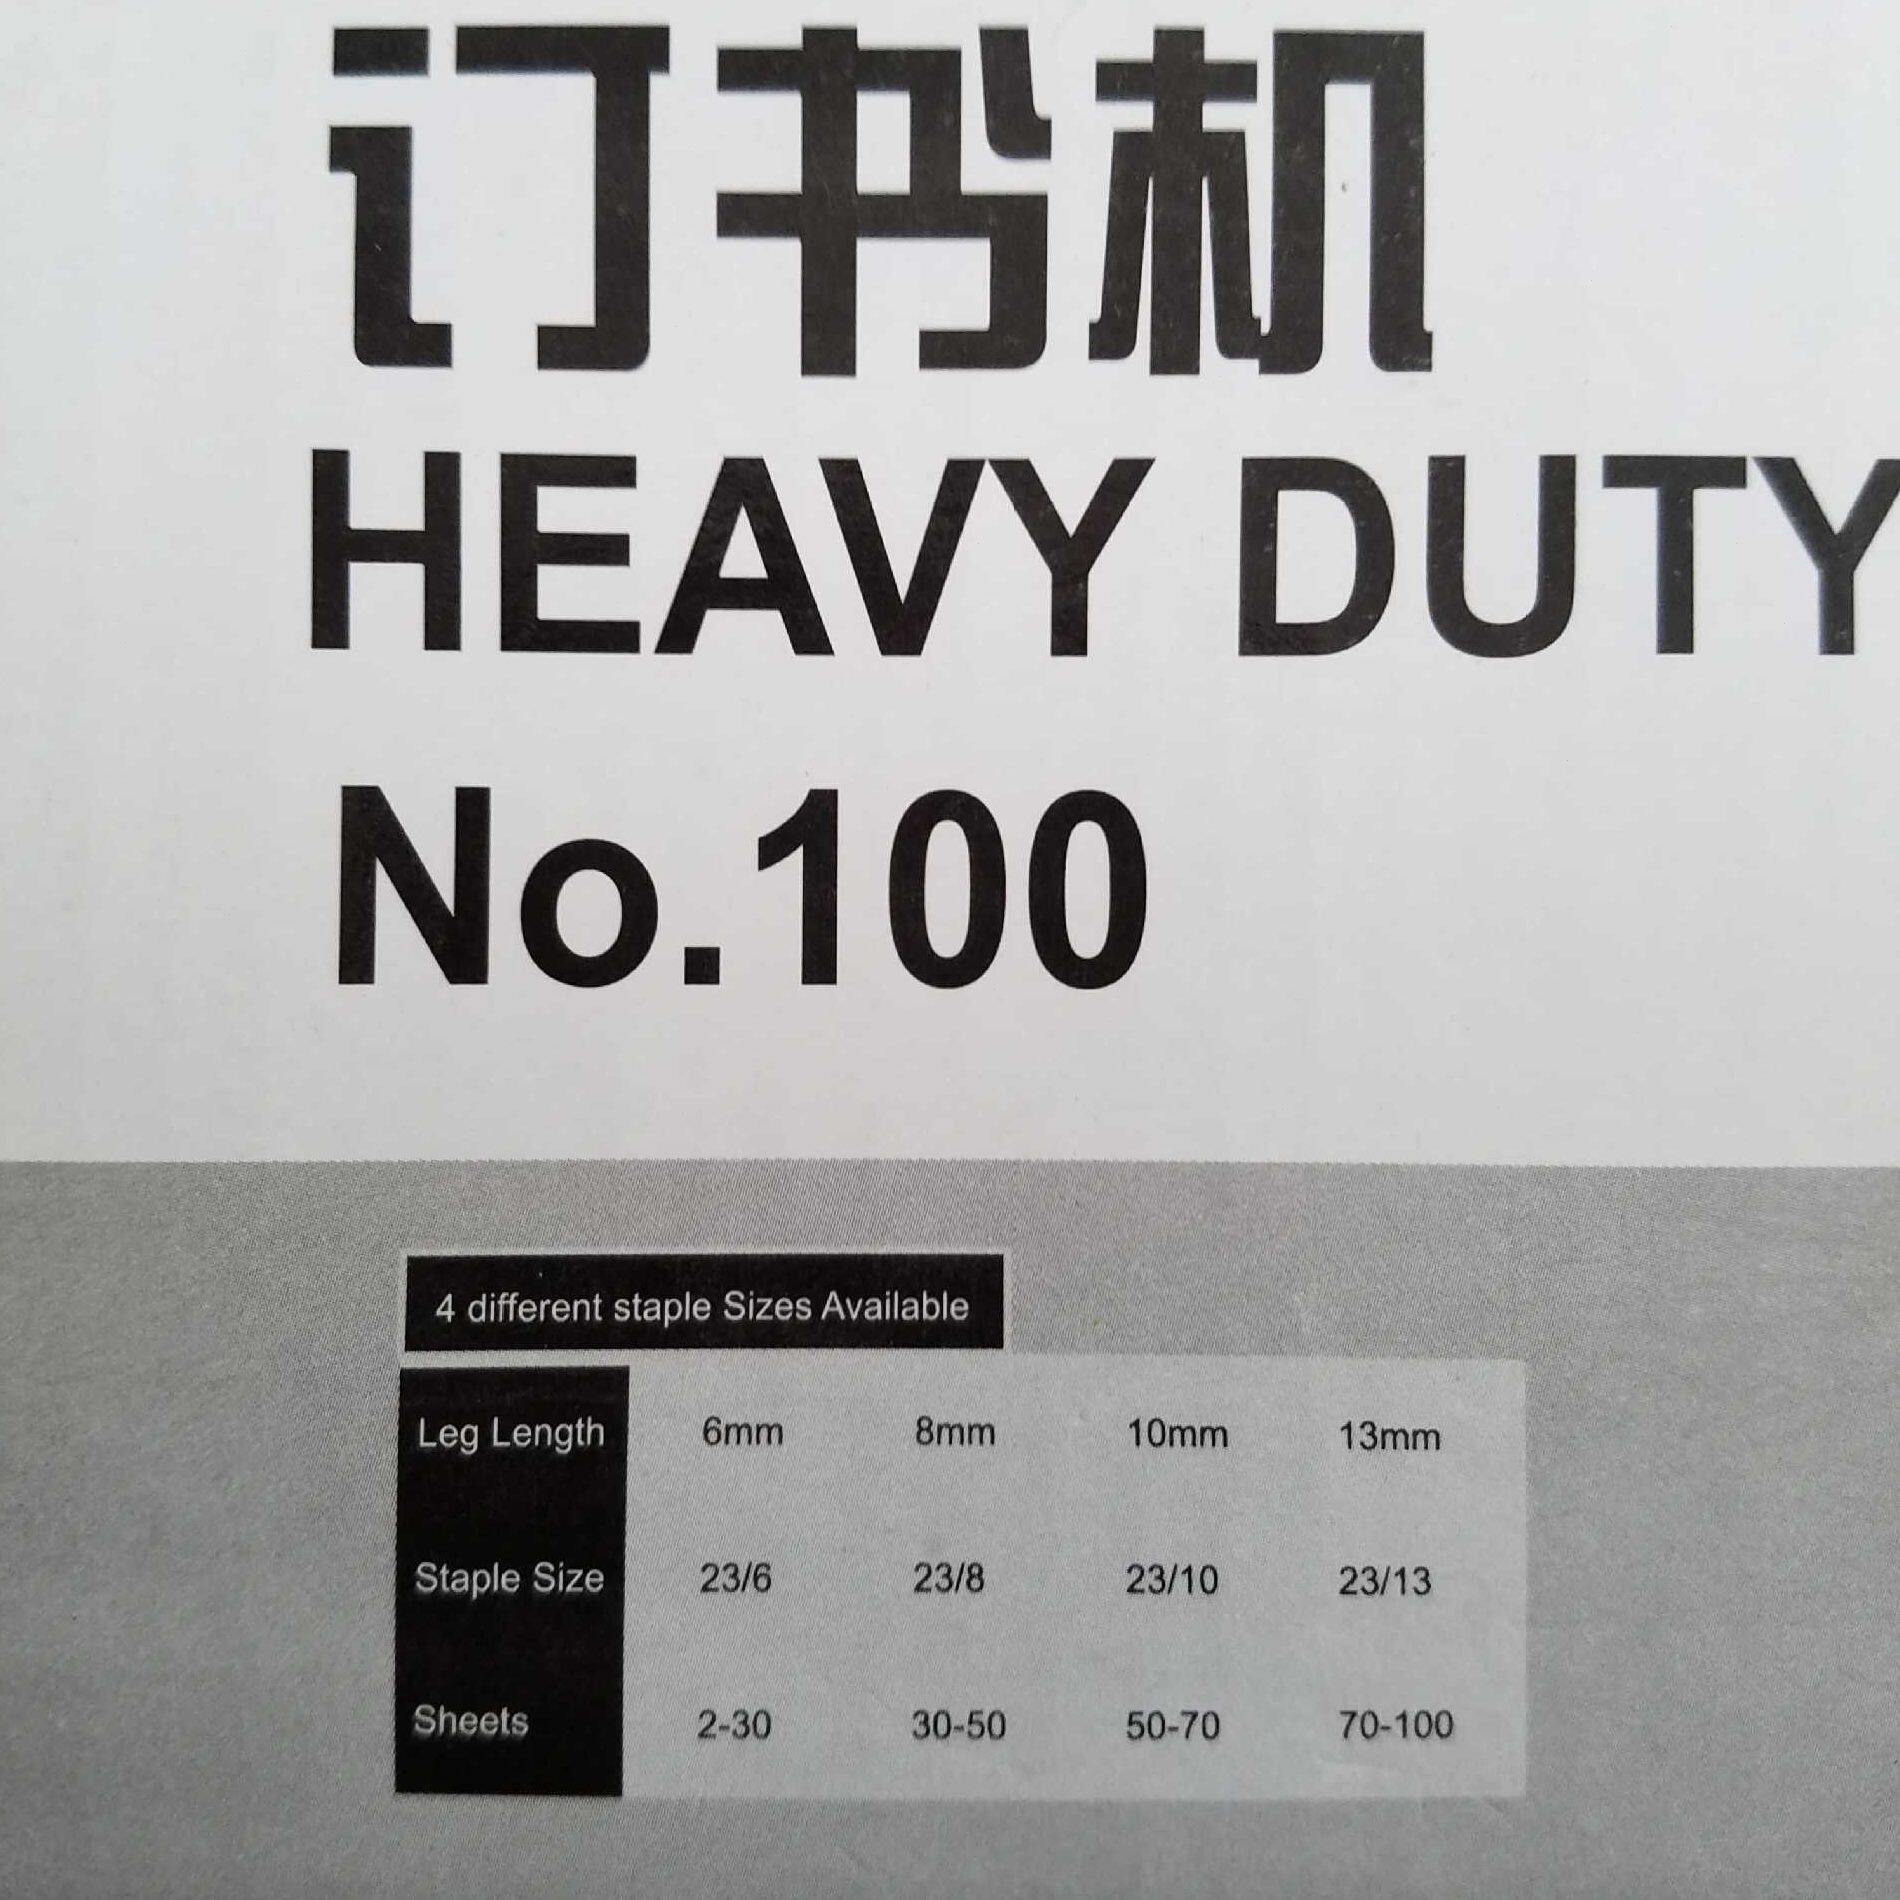 订书机
HEAVY DUTY
No.100
4 different staple Sizes Available
Leg Length 6mm 8mm 10mm 13mm
Staple Size 23/6 23/8 23/10 23/13
Sheets 2-30 30-50 50-70 70-100